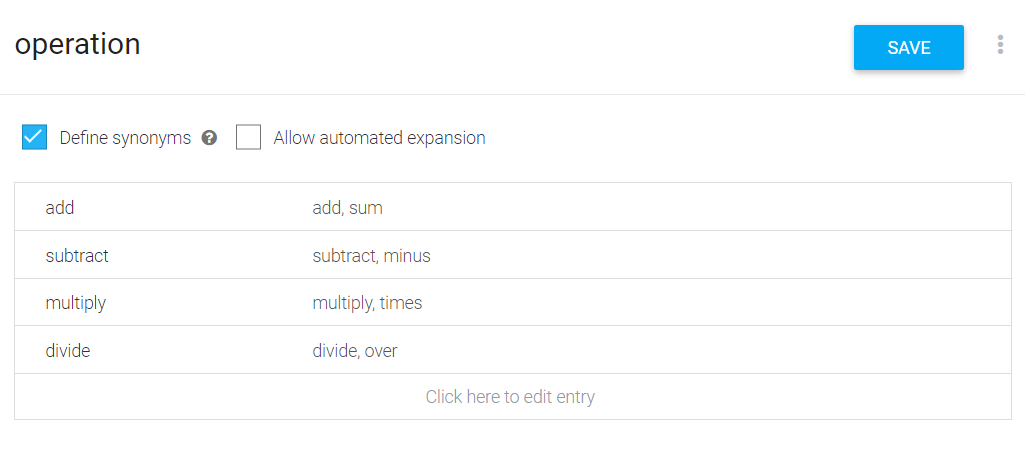 operation SAVE
Define synonyms ? Allow automated expansion
add add, sum
subtract subtract, minus
multiply multiply, times
divide divide, over
Click here to edit entry